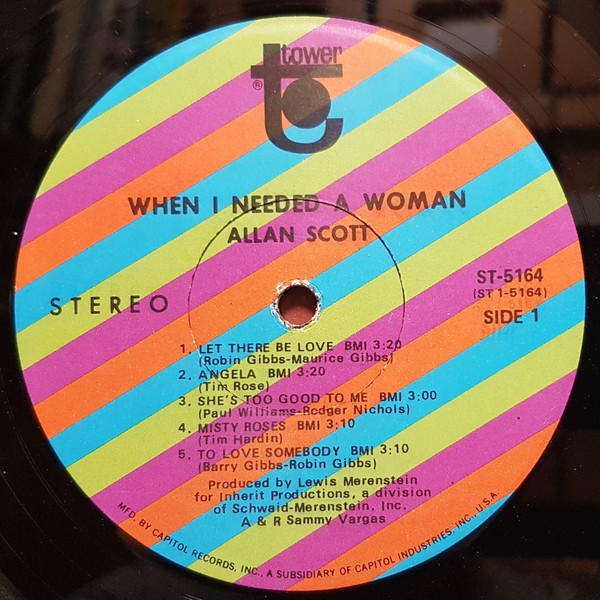 tower
®
WHEN I NEEDED A WOMAN
ALLAN SCOTT
ST-5164
(ST 1-5164)
STEREO
SIDE 1
1. LET THERE BE LOVE BMI 3:20
(Robin Gibbs-Maurice Gibbs)
2. ANGELA BMI 3:20
(Tim Rose)
3. SHE'S TOO GOOD TO ME BMI 3:00
(Paul Williams-Rodger Nichols)
4. MISTY ROSES BMI 3:10
(Tim Hardin)
5. TO LOVE SOMEBODY BMI 3:10
(Barry Gibbs-Robin Gibbs)
Produced by Lewis Merenstein
for Inherit Productions, a division
of Schwaid-Merenstein, Inc.
A & R Sammy Vargas
MFD. BY CAPITOL RECORDS, INC., A SUBSIDIARY OF CAPITOL INDUSTRIES, INC., U.S.A.